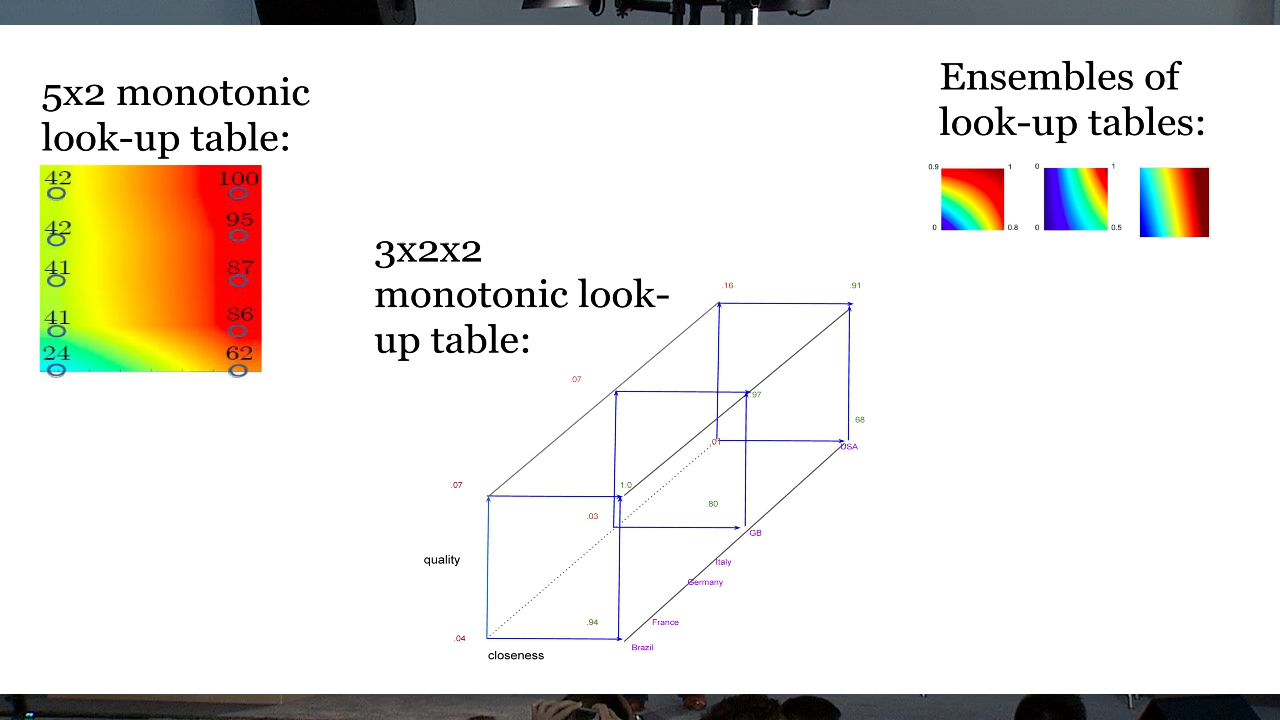 5x2 monotonic
look-up table:
42 100
42 95
41 87
41 86
24 62
3x2x2
monotonic look-
up table:
.16 .91
.07 .97
.01 68
USA
.07 1.0
.03 .80
GB
quality
Italy
Germany
.94 France
.04 Brazil
closeness
Ensembles of
look-up tables:
0.9 1 0 1
0 0.8 0 0.5